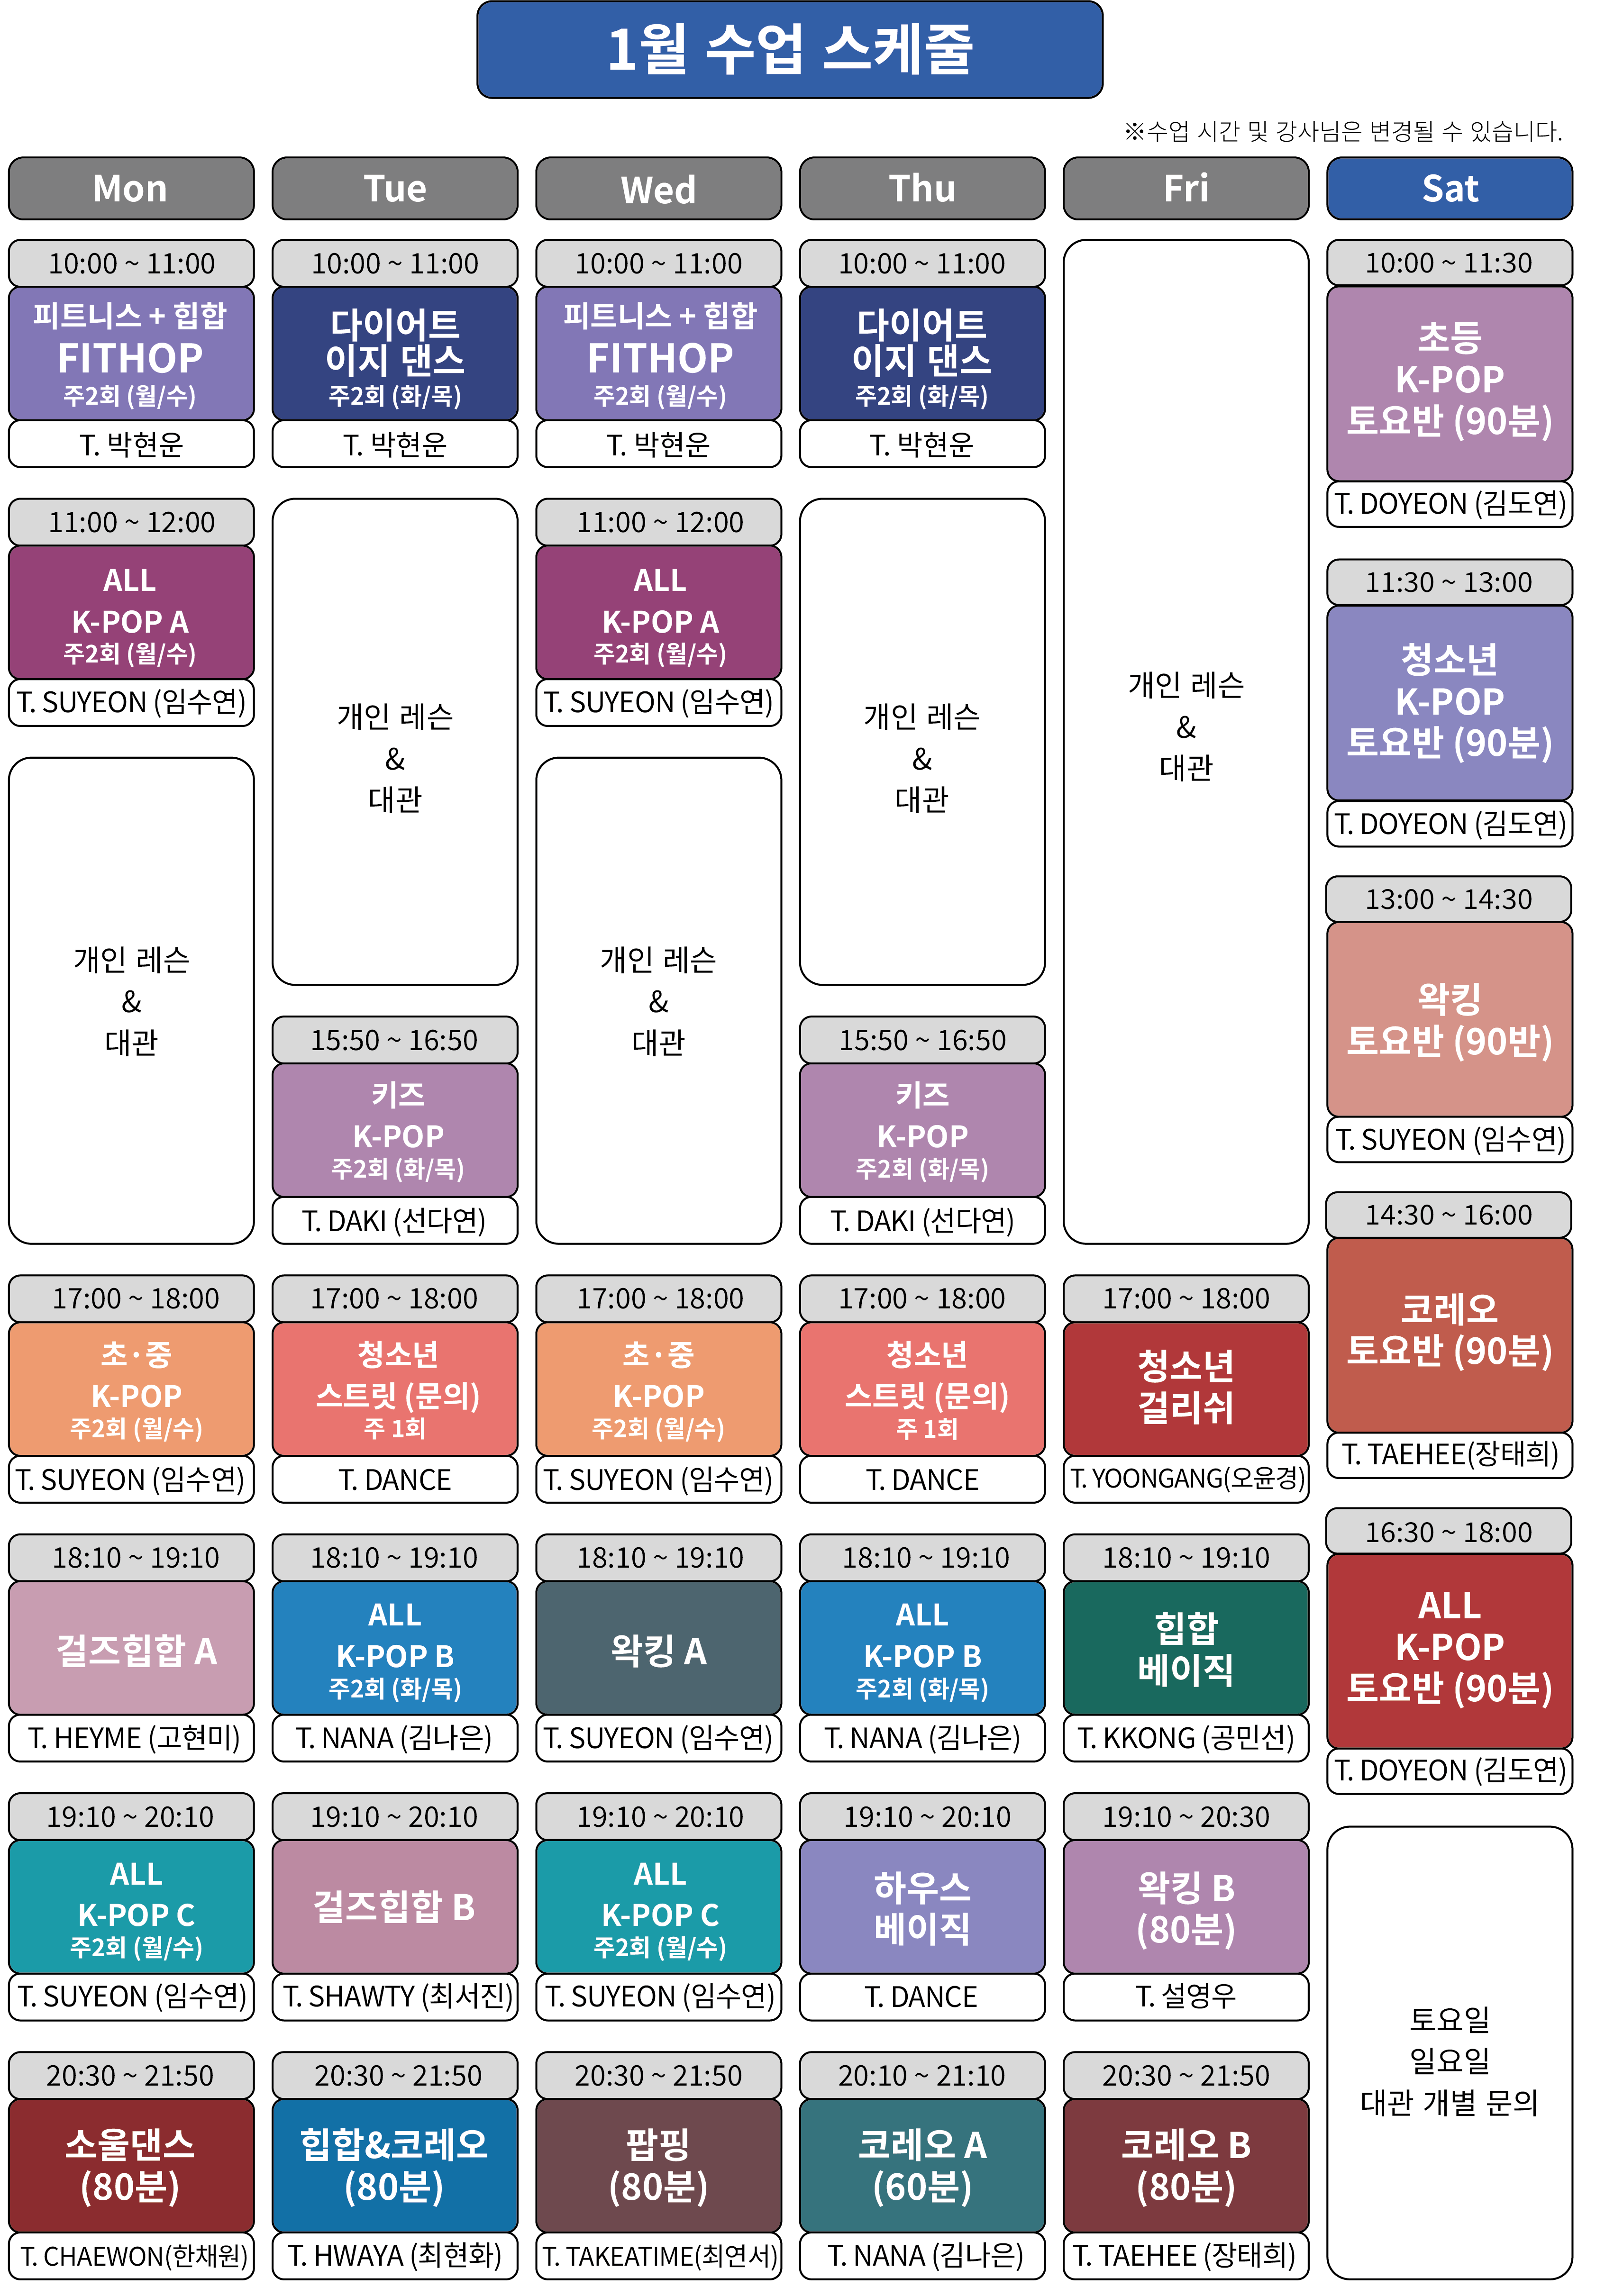 1월 수업 스케줄
※수업 시간 및 강사님은 변경될 수 있습니다.
Mon
10:00 ~ 11:00
피트니스 + 힙합
FITHOP
주2회 (월/수)
T. 박현운
11:00 ~ 12:00
ALL
K-POP A
주2회 (월/수)
T. SUYEON (임수연)
개인 레슨
&
대관
17:00 ~ 18:00
초·중
K-POP
주2회 (월/수)
T. SUYEON (임수연)
18:10 ~ 19:10
걸즈힙합 A
T. HEYME (고현미)
19:10 ~ 20:10
ALL
K-POP C
주2회 (월/수)
T. SUYEON (임수연)
20:30 ~ 21:50
소울댄스
(80분)
T. CHAEWON(한채원)
Tue
10:00 ~ 11:00
다이어트
이지 댄스
주2회 (화/목)
T. 박현운
개인 레슨
&
대관
15:50 ~ 16:50
키즈
K-POP
주2회 (화/목)
T. DAKI (선다연)
17:00 ~ 18:00
청소년
스트릿 (문의)
주 1회
T. DANCE
18:10 ~ 19:10
ALL
K-POP B
주2회 (화/목)
T. NANA (김나은)
19:10 ~ 20:10
걸즈힙합 B
T. SHAWTY (최서진)
20:30 ~ 21:50
힙합&코레오
(80분)
T. HWAYA (최현화)
Wed
10:00 ~ 11:00
피트니스 + 힙합
FITHOP
주2회 (월/수)
T. 박현운
11:00 ~ 12:00
ALL
K-POP A
주2회 (월/수)
T. SUYEON (임수연)
개인 레슨
&
대관
17:00 ~ 18:00
초·중
K-POP
주2회 (월/수)
T. SUYEON (임수연)
18:10 ~ 19:10
왁킹 A
T. SUYEON (임수연)
19:10 ~ 20:10
ALL
K-POP C
주2회 (월/수)
T. SUYEON (임수연)
20:30 ~ 21:50
팝핑
(80분)
T. TAKEATIME(최연서)
Thu
10:00 ~ 11:00
다이어트
이지 댄스
주2회 (화/목)
T. 박현운
개인 레슨
&
대관
15:50 ~ 16:50
키즈
K-POP
주2회 (화/목)
T. DAKI (선다연)
17:00 ~ 18:00
청소년
스트릿 (문의)
주 1회
T. DANCE
18:10 ~ 19:10
ALL
K-POP B
주2회 (화/목)
T. NANA (김나은)
19:10 ~ 20:10
하우스
베이직
T. DANCE
20:10 ~ 21:10
코레오 A
(60분)
T. NANA (김나은)
Fri
개인 레슨
&
대관
17:00 ~ 18:00
청소년
걸리쉬
T. YOONGANG(오윤경)
18:10 ~ 19:10
힙합
베이직
T. KKONG (공민선)
19:10 ~ 20:30
왁킹 B
(80분)
T. 설영우
20:30 ~ 21:50
코레오 B
(80분)
T. TAEHEE (장태희)
Sat
10:00 ~ 11:30
초등
K-POP
토요반 (90분)
T. DOYEON (김도연)
11:30 ~ 13:00
청소년
K-POP
토요반 (90분)
T. DOYEON (김도연)
13:00 ~ 14:30
왁킹
토요반 (90반)
T. SUYEON (임수연)
14:30 ~ 16:00
코레오
토요반 (90분)
T. TAEHEE(장태희)
16:30 ~ 18:00
ALL
K-POP
토요반 (90분)
T. DOYEON (김도연)
토요일
일요일
대관 개별 문의